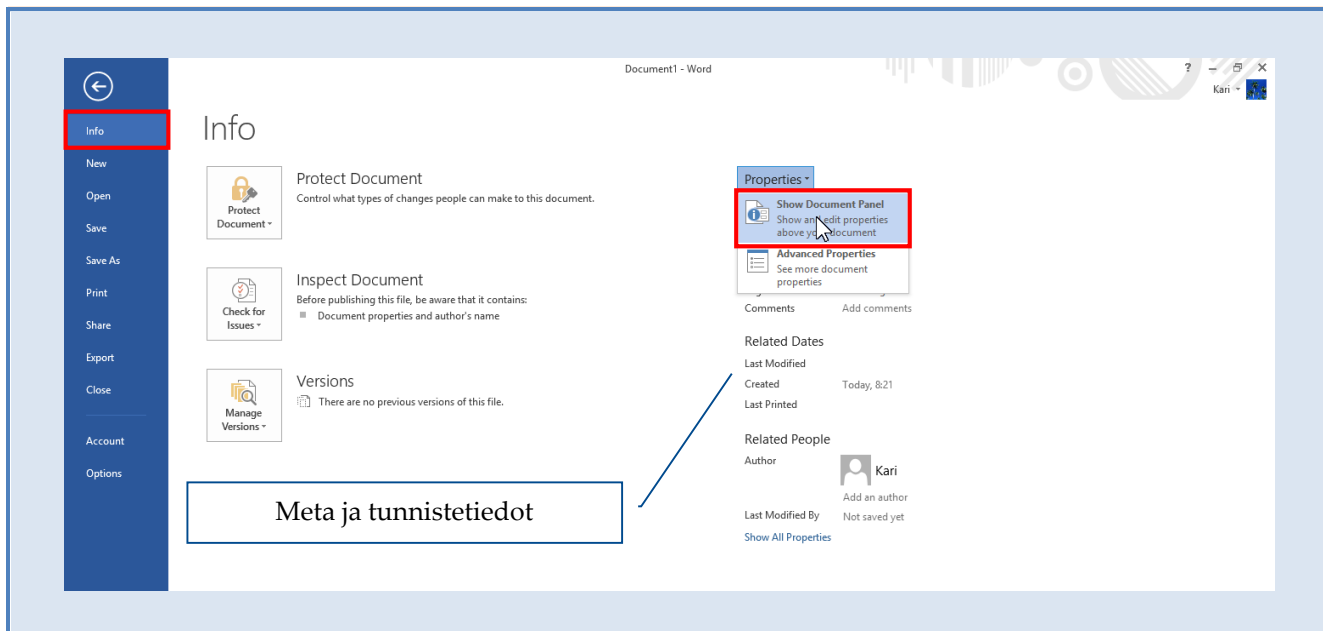 Document1 - Word
?
Kari
Info
New
Open
Save
Save As
Print
Share
Export
Close
Account
Options
Info
Protect
Document
Protect Document
Control what types of changes people can make to this document.
Check for
Issues
Inspect Document
Before publishing this file, be aware that it contains:
Document properties and author's name
Manage
Versions
Versions
There are no previous versions of this file.
Meta ja tunnistetiedot
Properties
Show Document Panel
Show and edit properties
above your document
Advanced Properties
See more document
properties
Comments Add comments
Related Dates
Last Modified
Created Today, 8:21
Last Printed
Related People
Author Kari
Add an author
Last Modified By Not saved yet
Show All Properties